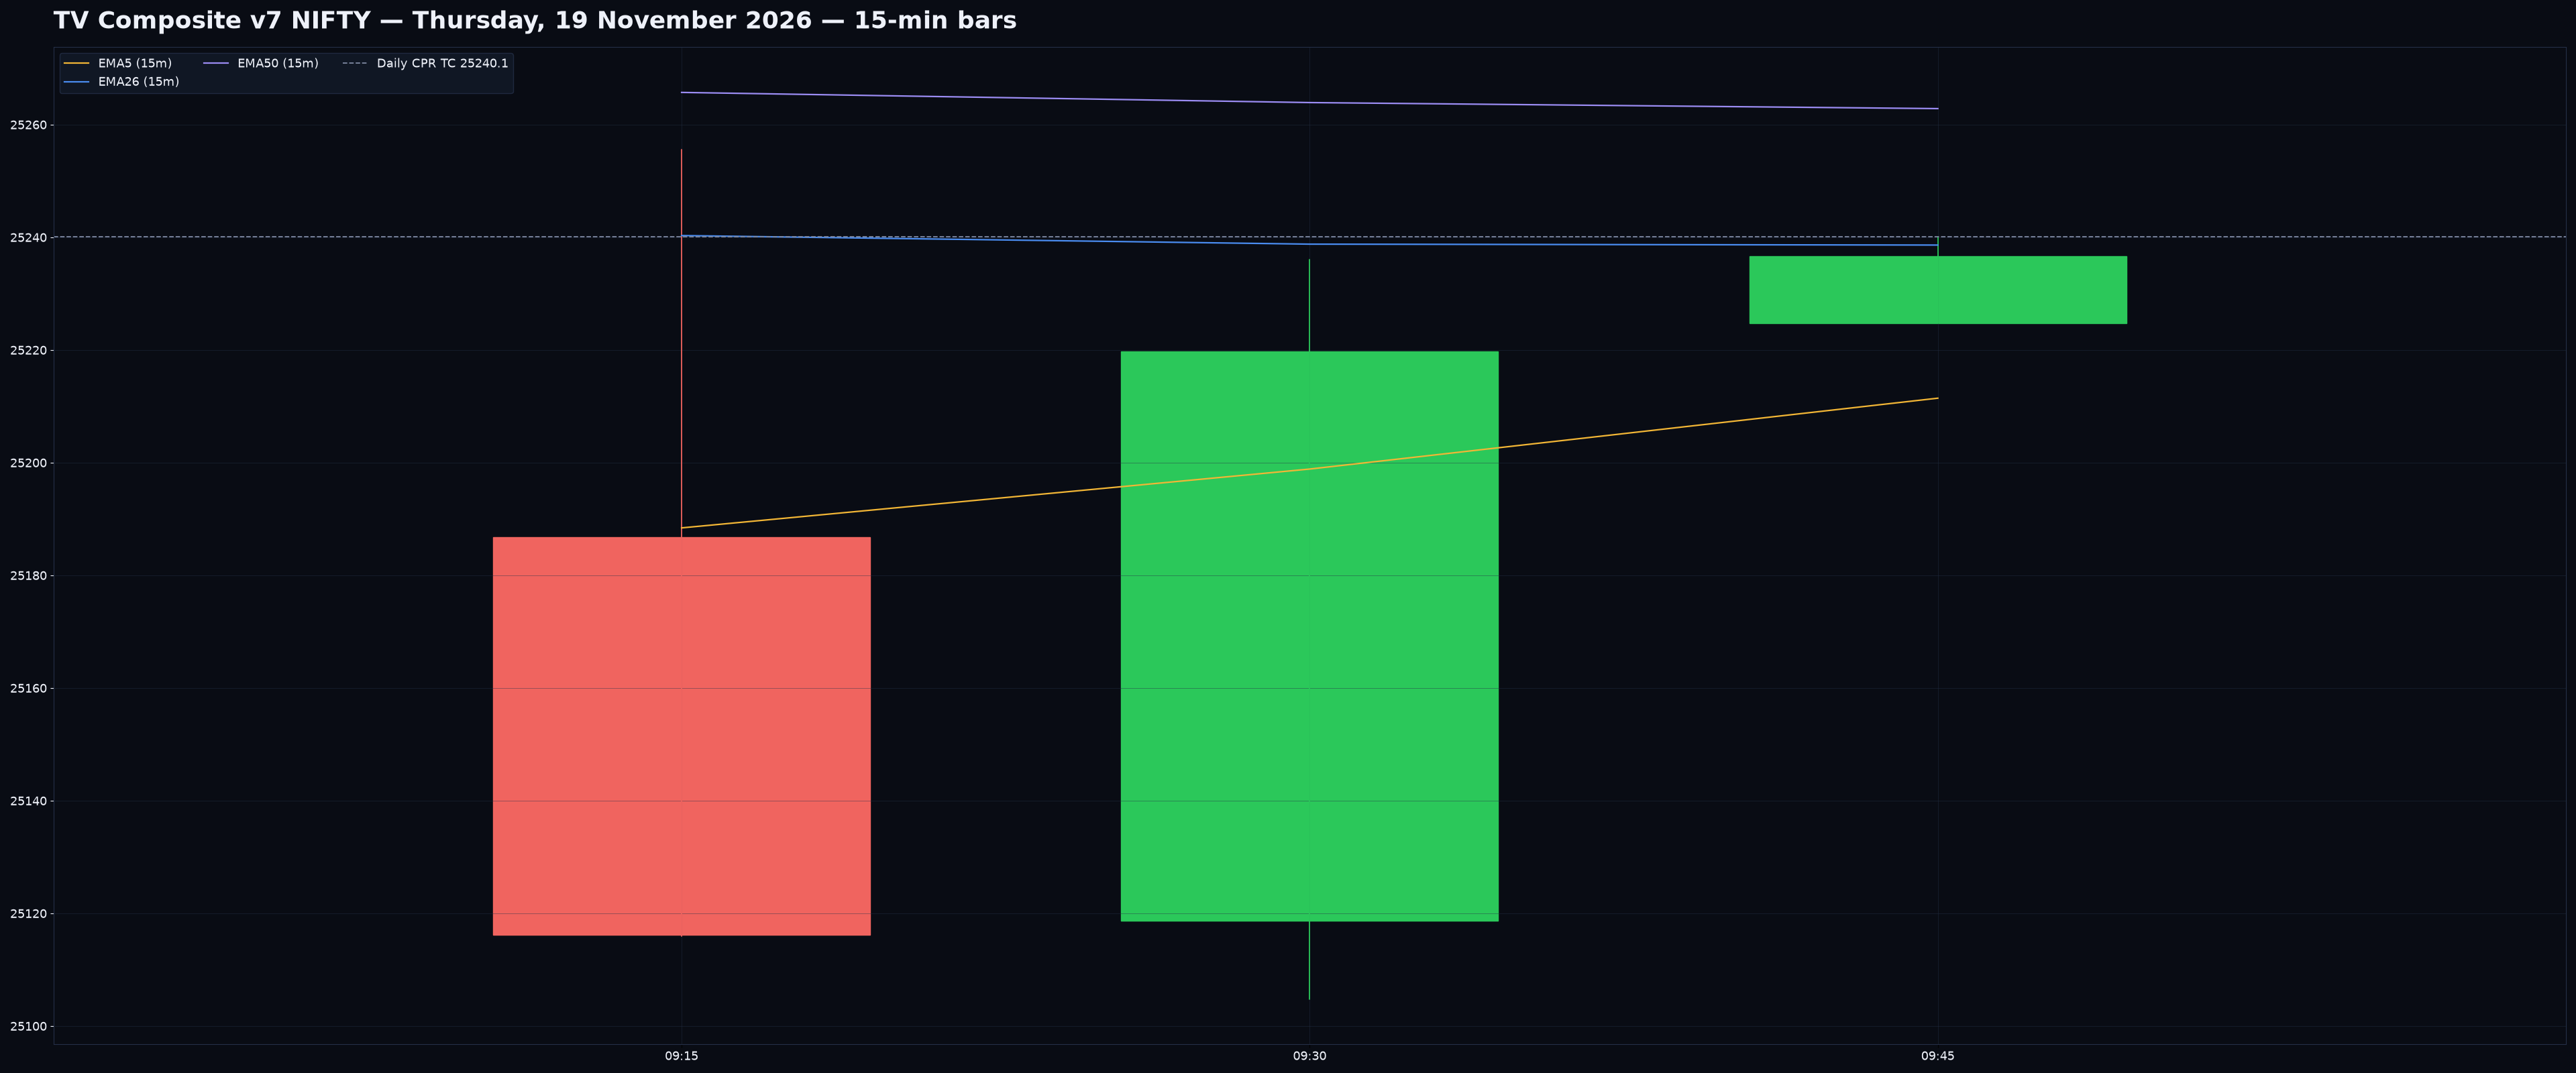 TV Composite v7 NIFTY — Thursday, 19 November 2026 — 15-min bars
EMA5 (15m) EMA50 (15m) Daily CPR TC 25240.1
EMA26 (15m)
25260
25240
25220
25200
25180
25160
25140
25120
25100
09:15 09:30 09:45